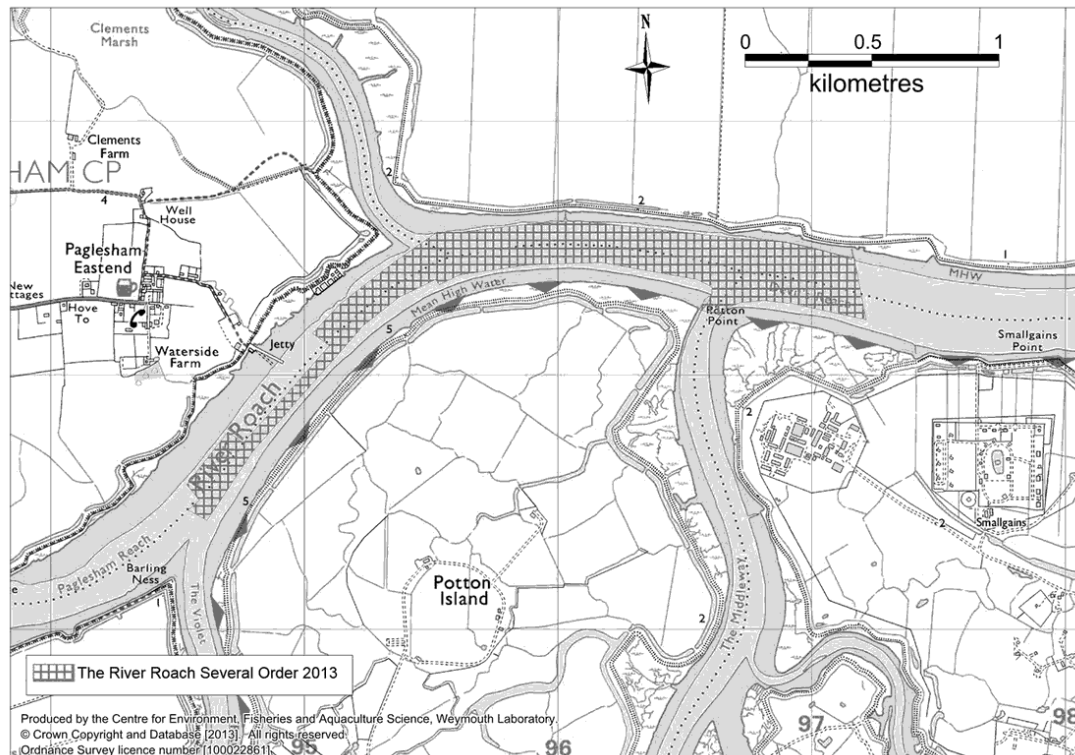 Clements
Marsh
N
0
0.5
1
kilometres
Clements
Farm
HAM CP
4
2
2
Well
House
Paglesham
Eastend
New
ttages
Hove
To
Waterside
Farm
Jetty
Mean High Water
5
River Roach
MHW
1
Potton
Point
Smallgains
Point
2
5
Smallgains
2
Paglesham Reach
Barling
Ness
e
1
The Violet
Potton
Island
2
The Middleway
The River Roach Several Order 2013
Produced by the Centre for Environment, Fisheries and Aquaculture Science, Weymouth Laboratory.
© Crown Copyright and Database [2013]. All rights reserved
Ordnance Survey licence number [100022861].
95
96
97
98